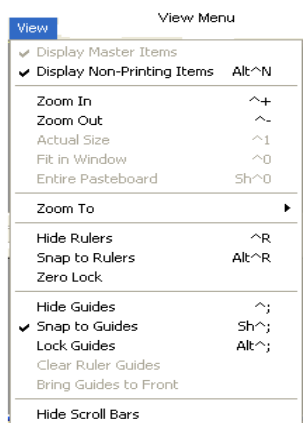 View Menu
View
Display Master Items
Display Non-Printing Items Alt^N
Zoom In ^+
Zoom Out ^-
Actual Size ^1
Fit in Window ^0
Entire Pasteboard Sh^0
Zoom To
Hide Rulers ^R
Snap to Rulers Alt^R
Zero Lock
Hide Guides ^;
Snap to Guides Sh^;
Lock Guides Alt^;
Clear Ruler Guides
Bring Guides to Front
Hide Scroll Bars